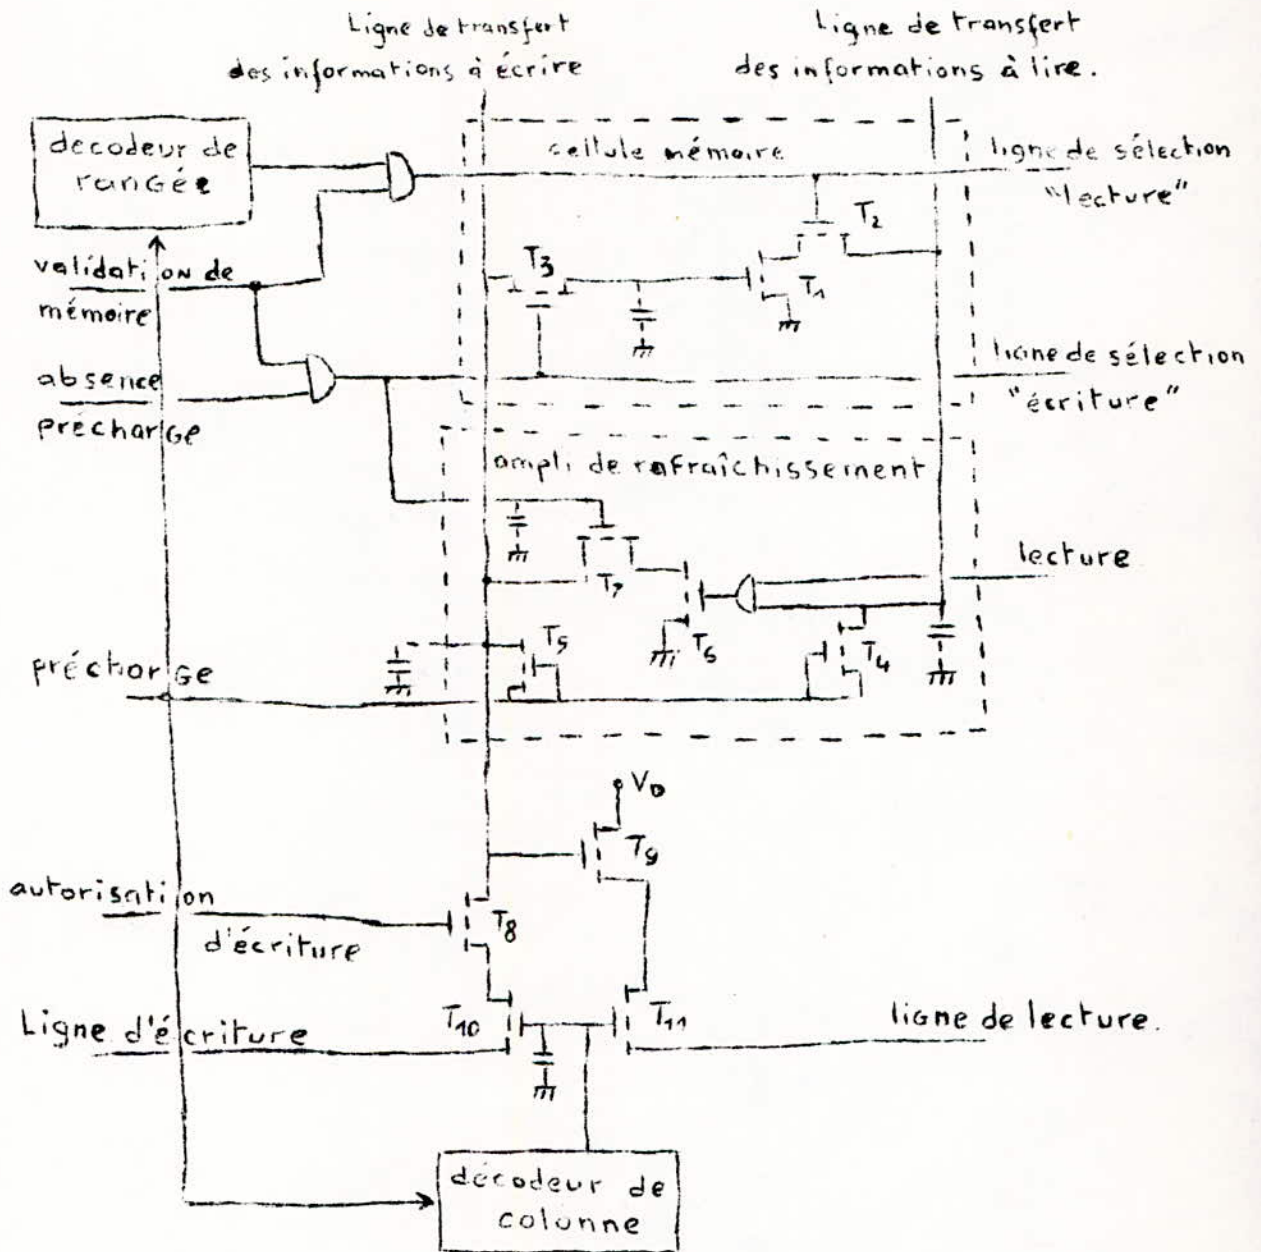 Ligne de transfert
des informations à écrire
Ligne de transfert
des informations à lire.
décodeur de
rangée
cellule mémoire
ligne de sélection
"lecture"
T2
T3
T1
validation de
mémoire
absence
précharge
ligne de sélection
"écriture"
ampli de rafraîchissement
lecture
T7
T5
T6
T4
précharge
VD
T9
autorisation
d'écriture
T8
Ligne d'écriture
T10
T11
ligne de lecture.
décodeur de
colonne